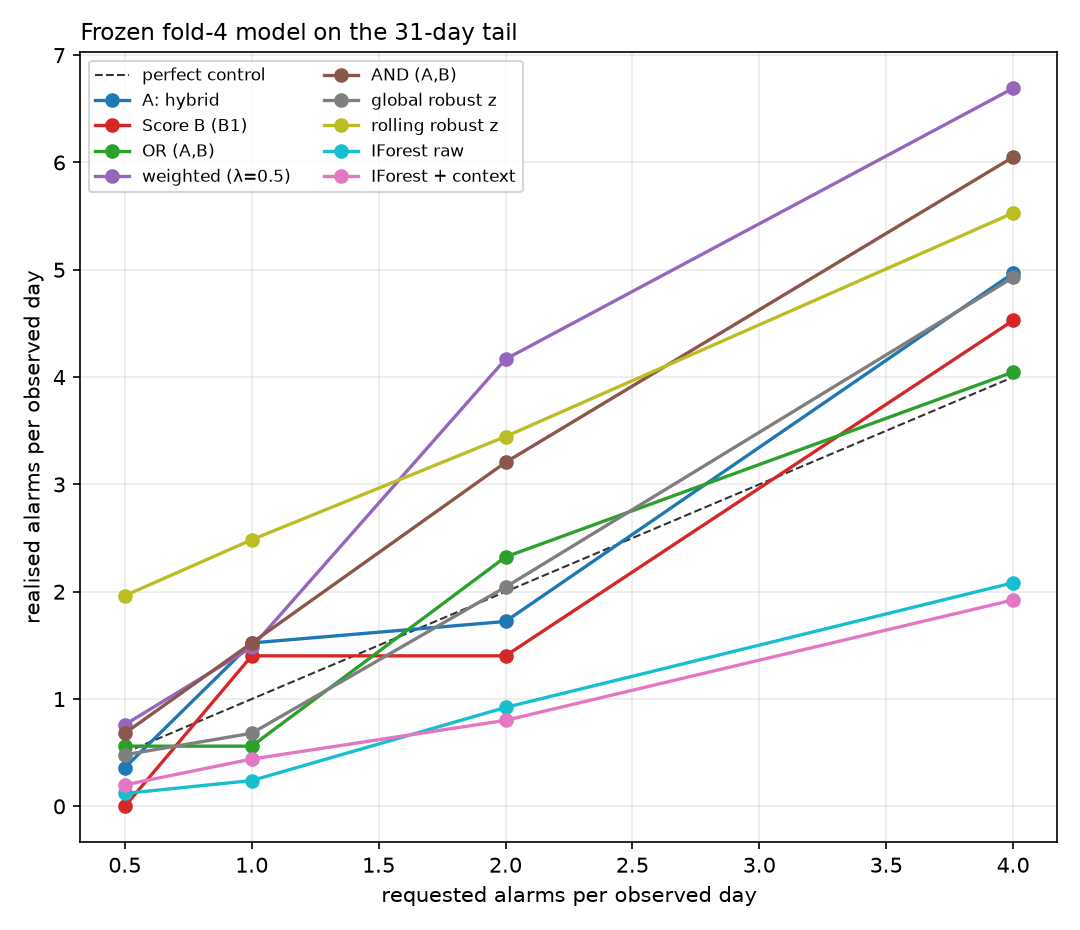 Frozen fold-4 model on the 31-day tail
perfect control
A: hybrid
Score B (B1)
OR (A,B)
weighted (λ=0.5)
AND (A,B)
global robust z
rolling robust z
IForest raw
IForest + context
7
6
5
4
3
2
1
0
realised alarms per observed day
0.5
1.0
1.5
2.0
2.5
3.0
3.5
4.0
requested alarms per observed day